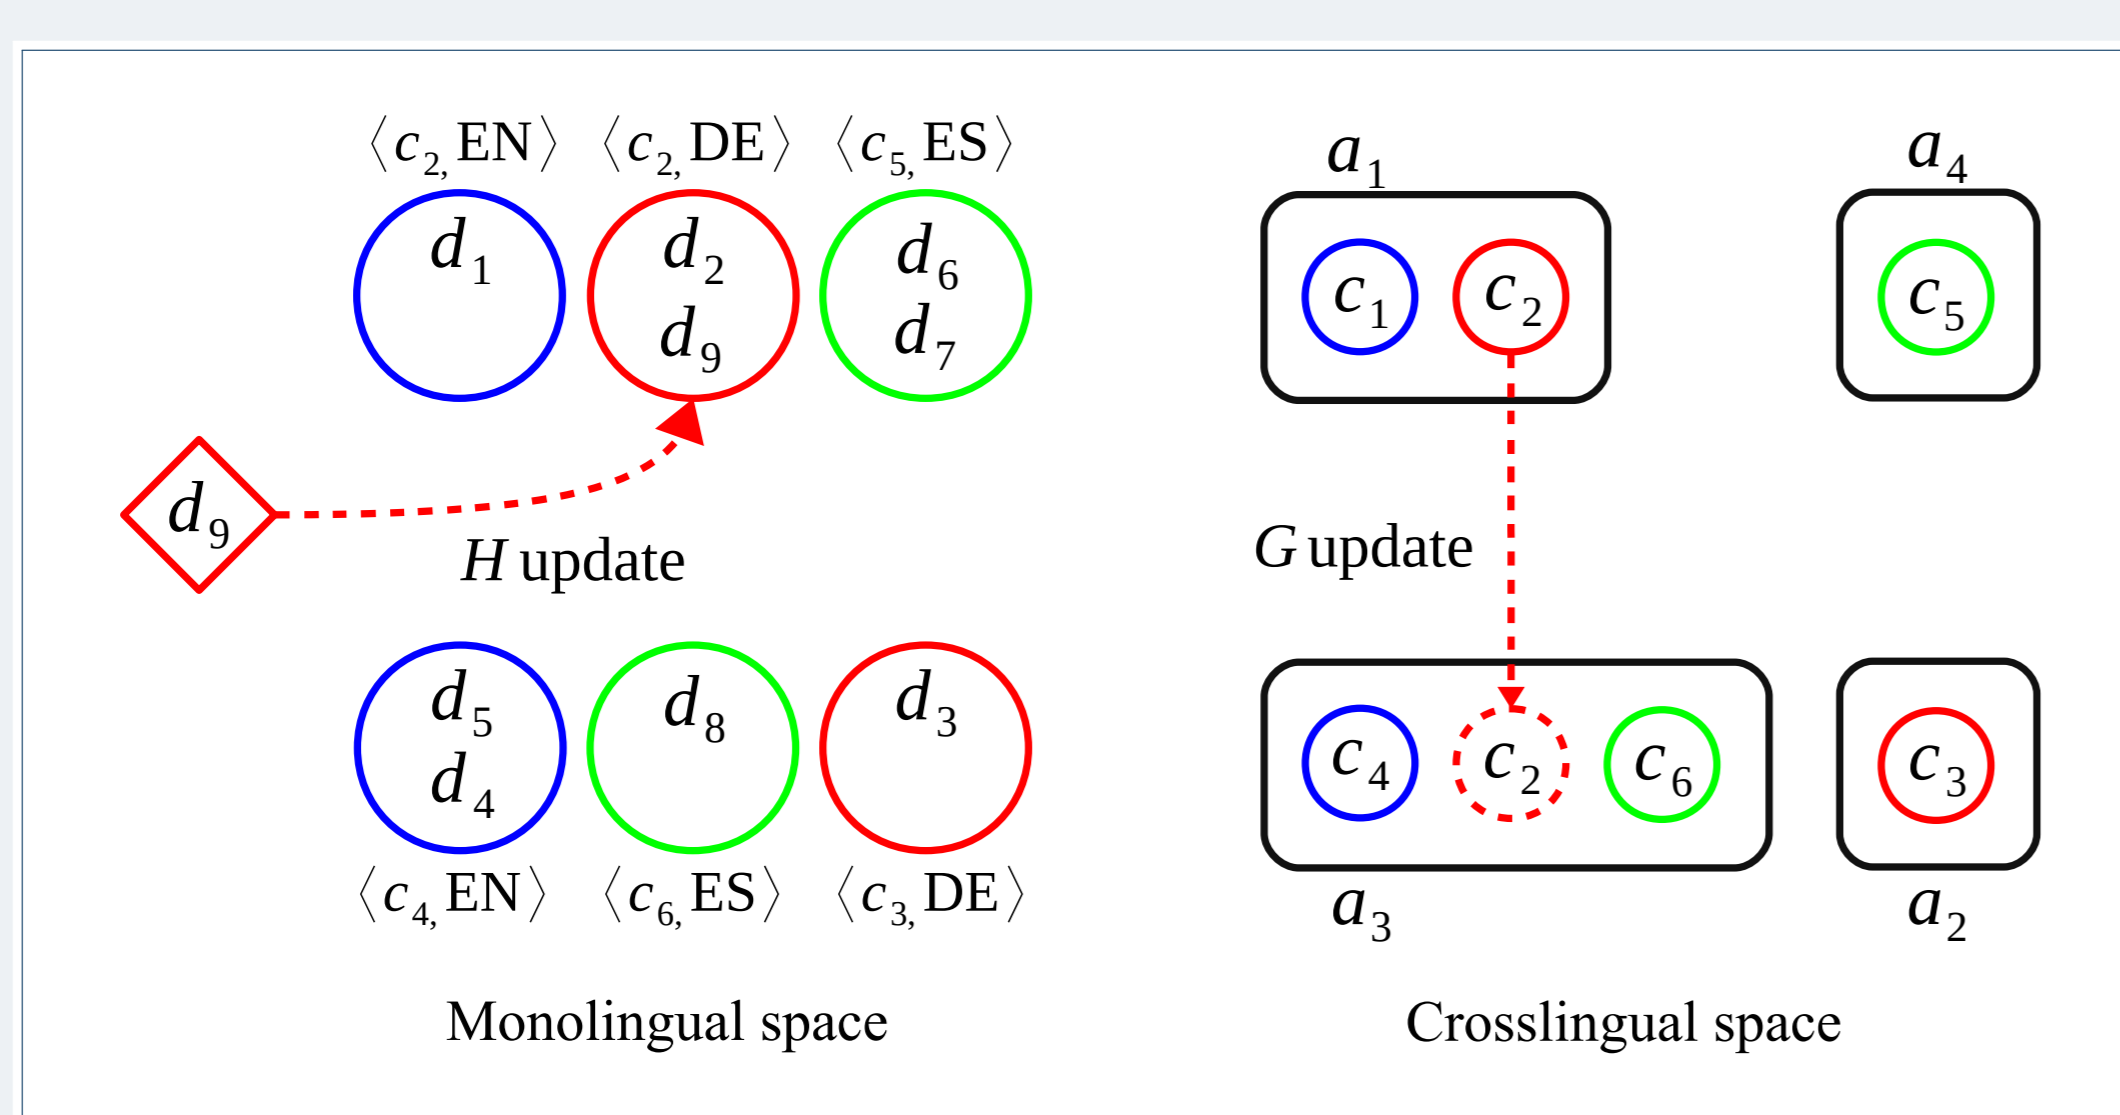 ⟨c2, EN⟩ ⟨c2, DE⟩ ⟨c5, ES⟩
d1 d2 d6
d9 d7
d9
H update
d5 d8 d3
d4
⟨c4, EN⟩ ⟨c6, ES⟩ ⟨c3, DE⟩
Monolingual space
a1 a4
c1 c2 c5
G update
c4 c2 c6 c3
a3 a2
Crosslingual space